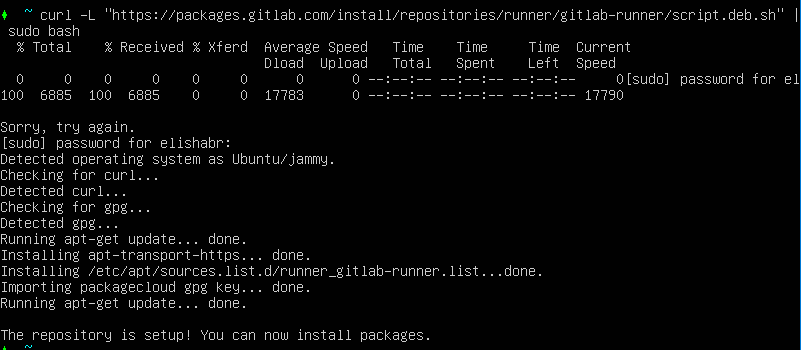 ♦ ~ curl -L "https://packages.gitlab.com/install/repositories/runner/gitlab-runner/script.deb.sh" |
sudo bash
% Total % Received % Xferd Average Speed Time Time Time Current
Dload Upload Total Spent Left Speed
0 0 0 0 0 0 0 0 --:--:-- --:--:-- --:--:-- 0[sudo] password for el
100 6885 100 6885 0 0 17783 0 --:--:-- --:--:-- --:--:-- 17790
Sorry, try again.
[sudo] password for elishabr:
Detected operating system as Ubuntu/jammy.
Checking for curl...
Detected curl...
Checking for gpg...
Detected gpg...
Running apt-get update... done.
Installing apt-transport-https... done.
Installing /etc/apt/sources.list.d/runner_gitlab-runner.list...done.
Importing packagecloud gpg key... done.
Running apt-get update... done.
The repository is setup! You can now install packages.
♦ ~